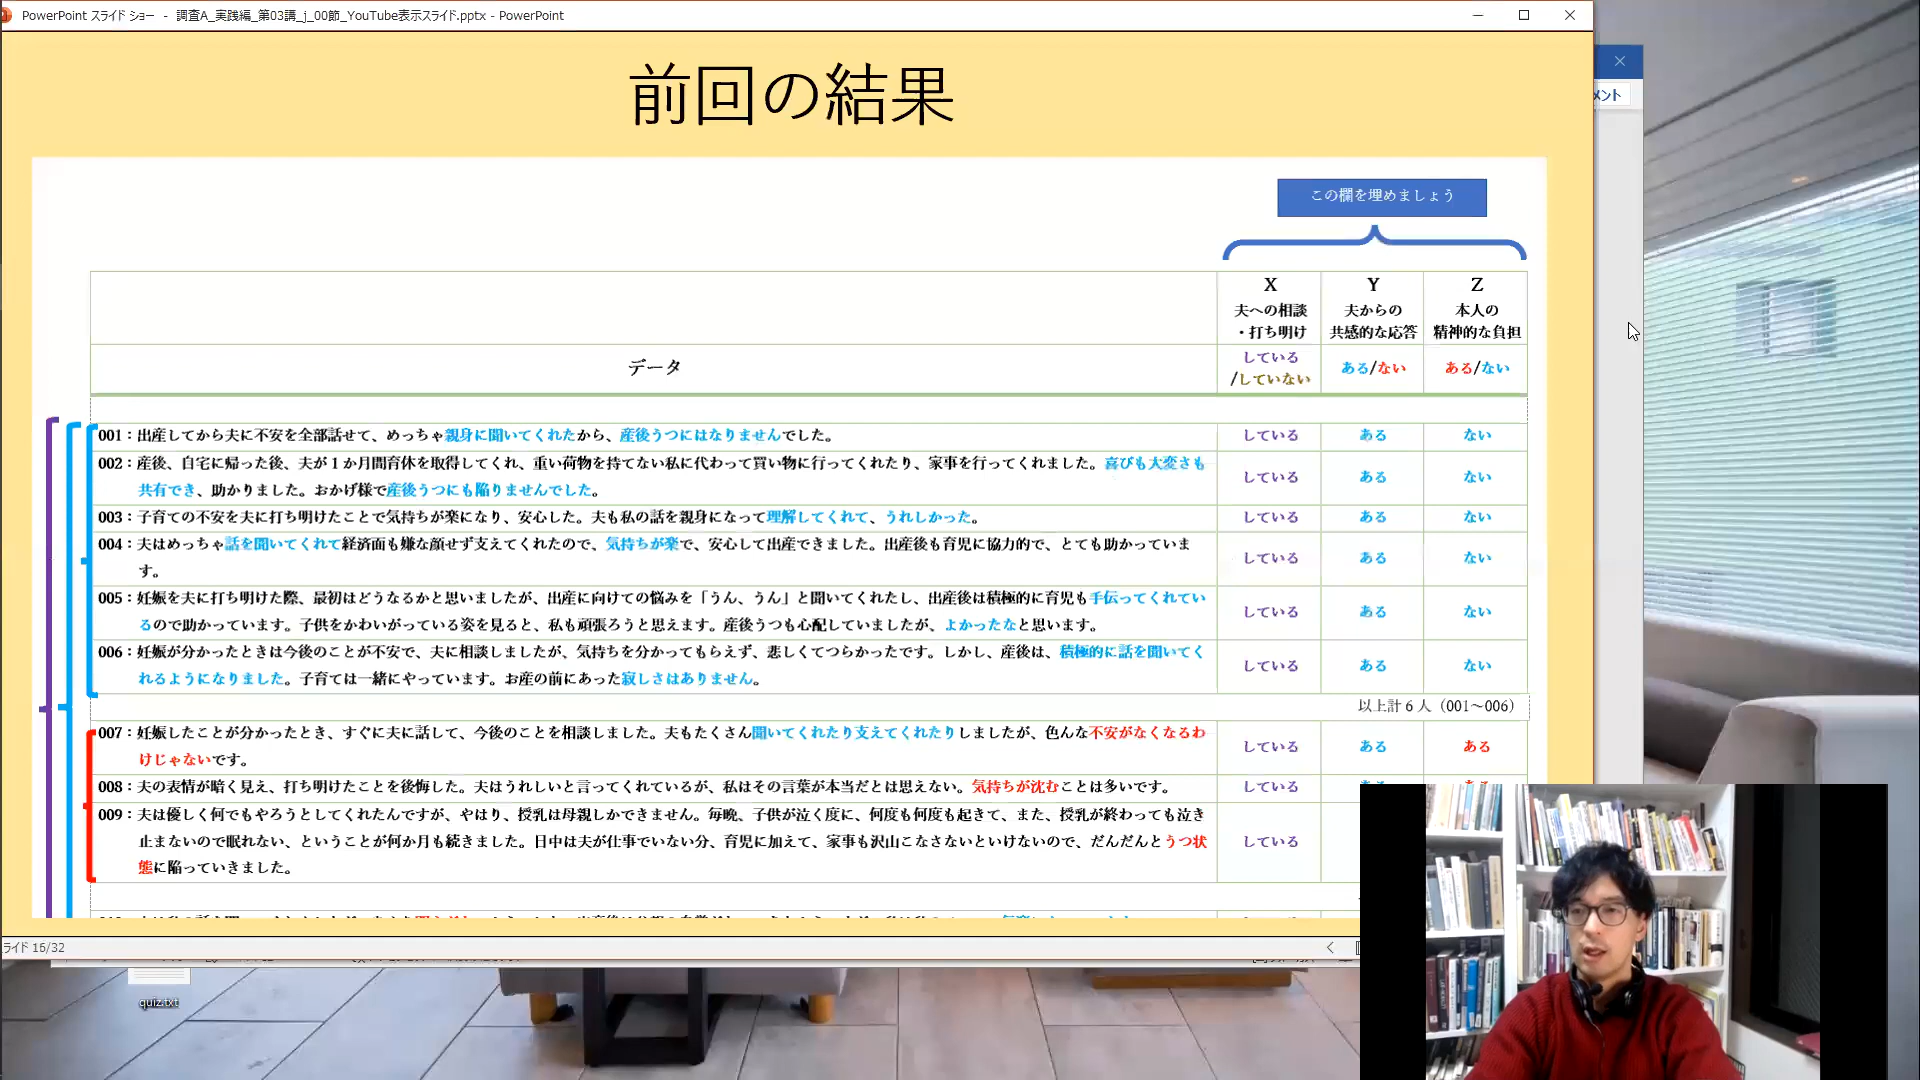 PowerPoint スライド ショー - 調査A_実践編_第03講_j_00節_YouTube表示スライド.pptx - PowerPoint
前回の結果
メント
この欄を埋めましょう
X
夫への相談
・打ち明け
Y
夫からの
共感的な応答
Z
本人の
精神的な負担
データ
している
/していない
ある/ない
ある/ない
001：出産してから夫に不安を全部話せて、めっちゃ親身に聞いてくれたから、産後うつにはなりませんでした。
している ある ない
002：産後、自宅に帰った後、夫が１か月間育休を取得してくれ、重い荷物を持てない私に代わって買い物に行ってくれたり、家事を行ってくれました。喜びも大変さも
共有でき、助かりました。おかげ様で産後うつにも陥りませんでした。
している ある ない
003：子育ての不安を夫に打ち明けたことで気持ちが楽になり、安心した。夫も私の話を親身になって理解してくれて、うれしかった。
している ある ない
004：夫はめっちゃ話を聞いてくれて経済面も嫌な顔せず支えてくれたので、気持ちが楽で、安心して出産できました。出産後も育児に協力的で、とても助かっていま
す。
している ある ない
005：妊娠を夫に打ち明けた際、最初はどうなるかと思いましたが、出産に向けての悩みを「うん、うん」と聞いてくれたし、出産後は積極的に育児も手伝ってくれてい
るので助かっています。子供をかわいがっている姿を見ると、私も頑張ろうと思えます。産後うつも心配していましたが、よかったなと思います。
している ある ない
006：妊娠が分かったときは今後のことが不安で、夫に相談しましたが、気持ちを分かってもらえず、悲しくてつらかったです。しかし、産後は、積極的に話を聞いてく
れるようになりました。子育ては一緒にやっています。お産の前にあった寂しさはありません。
している ある ない
以上計６人（001～006）
007：妊娠したことが分かったとき、すぐに夫に話して、今後のことを相談しました。夫もたくさん聞いてくれたり支えてくれたりしましたが、色んな不安がなくなるわ
けじゃないです。
している ある ある
008：夫の表情が暗く見え、打ち明けたことを後悔した。夫はうれしいと言ってくれているが、私はその言葉が本当だとは思えない。気持ちが沈むことは多いです。
している
009：夫は優しく何でもやろうとしてくれたんですが、やはり、授乳は母親しかできません。毎晩、子供が泣く度に、何度も何度も起きて、また、授乳が終わっても泣き
止まないので眠れない、ということが何か月も続きました。日中は夫が仕事でいない分、育児に加えて、家事も沢山こなさないといけないので、だんだんとうつ状
態に陥っていきました。
している
ライド 16/32
quiz.txt